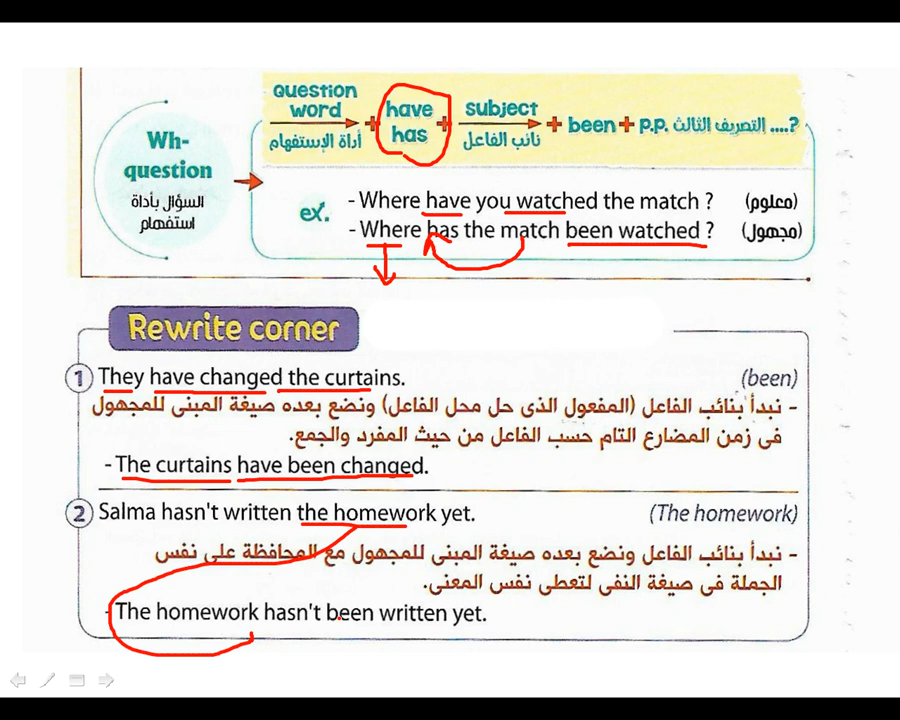 Question word أداة الإستفهام + have has + subject نائب الفاعل + been + p.p. التصريف الثالث ....?
Wh-question
السؤال بأداة استفهام
ex.
- Where have you watched the match ? (معلوم)
- Where has the match been watched ? (مجهول)
Rewrite corner
1 They have changed the curtains. (been)
- نبدأ بنائب الفاعل (المفعول الذى حل محل الفاعل) ونضع بعده صيغة المبنى للمجهول
فى زمن المضارع التام حسب الفاعل من حيث المفرد والجمع.
- The curtains have been changed.
2 Salma hasn't written the homework yet. (The homework)
- نبدأ بنائب الفاعل ونضع بعده صيغة المبنى للمجهول مع المحافظة على نفس
الجملة فى صيغة النفى لتعطى نفس المعنى.
- The homework hasn't been written yet.